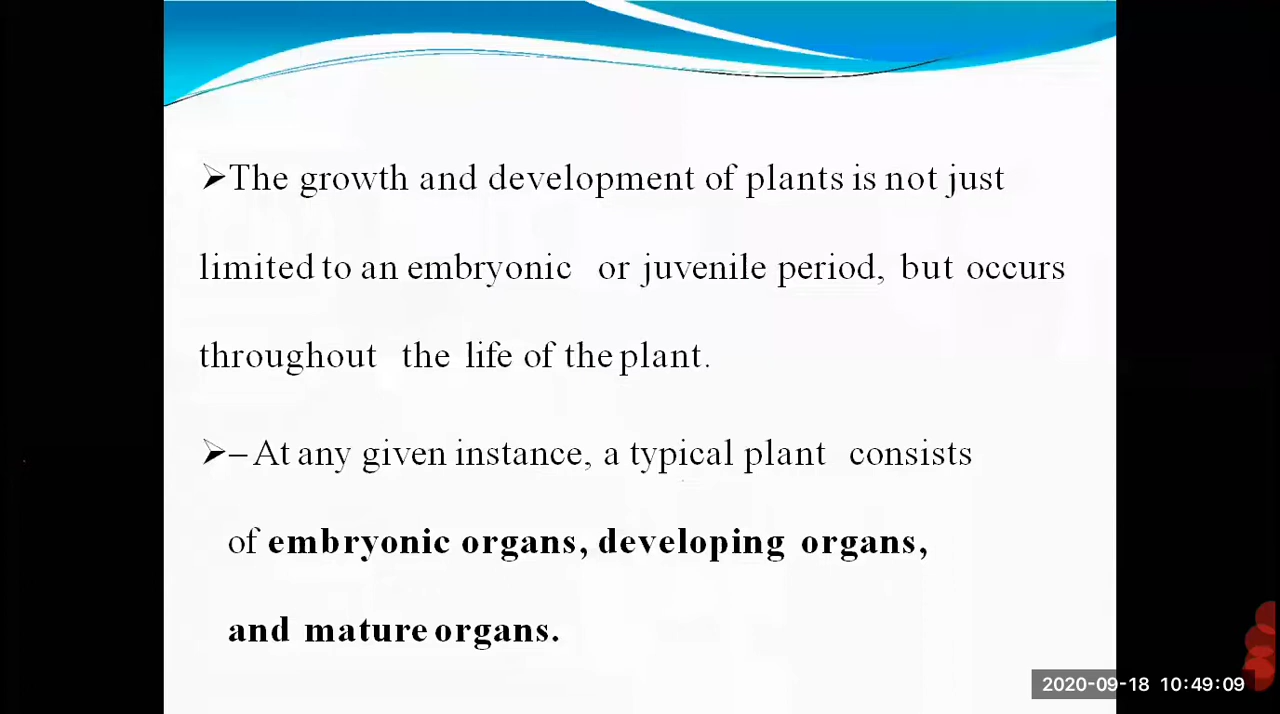 ➢The growth and development of plants is not just
limited to an embryonic or juvenile period, but occurs
throughout the life of the plant.
➢– At any given instance, a typical plant consists
of embryonic organs, developing organs,
and mature organs.
2020-09-18 10:49:09